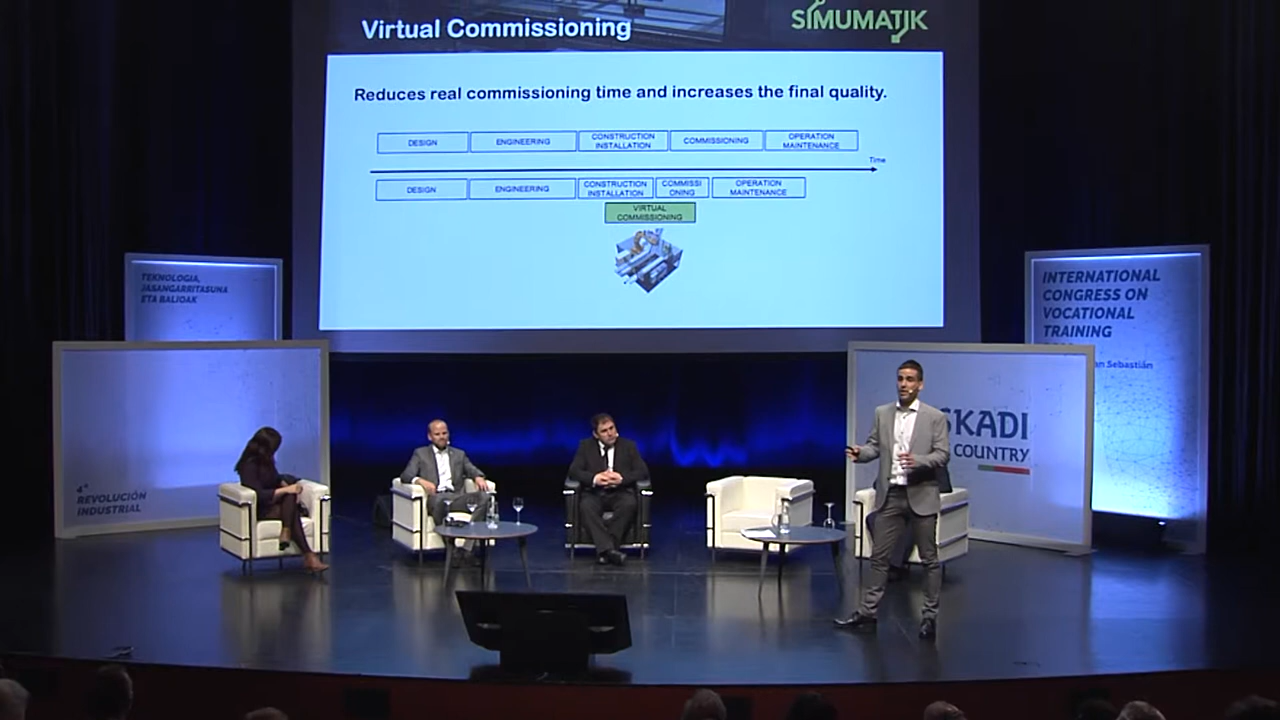 Virtual Commissioning
SIMUMATIK
Reduces real commissioning time and increases the final quality.
DESIGN
ENGINEERING
CONSTRUCTION
INSTALLATION
COMMISSIONING
OPERATION
MAINTENANCE
Time
DESIGN
ENGINEERING
CONSTRUCTION
INSTALLATION
COMMISSI
ONING
OPERATION
MAINTENANCE
VIRTUAL
COMMISSIONING
TEKNOLOGIA,
JASANGARRITASUNA
ETA BALIOAK
INTERNATIONAL
CONGRESS ON
VOCATIONAL
TRAINING
an Sebastián
SKADI
COUNTRY
4ª
REVOLUCIÓN
INDUSTRIAL